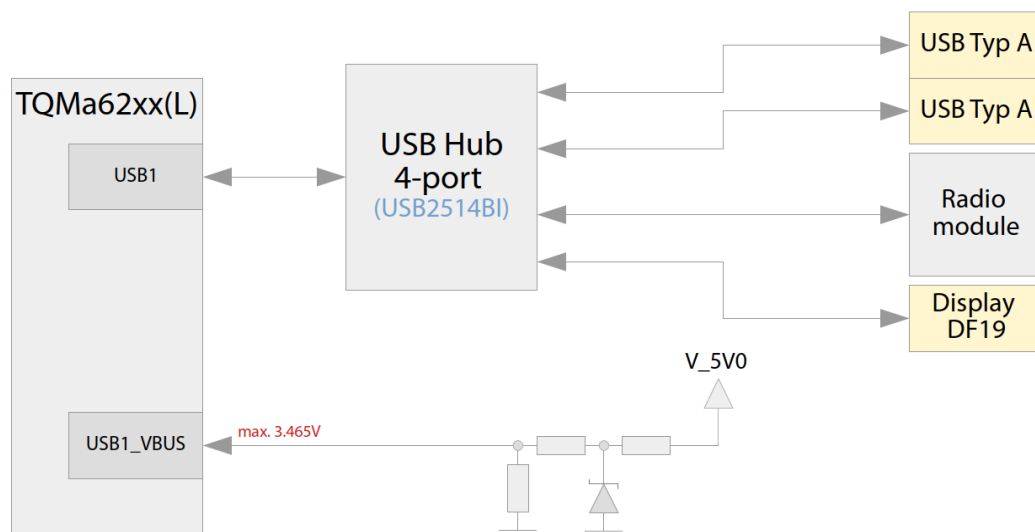 TQMa62xx(L)
USB1
USB1_VBUS
USB Hub
4-port
(USB2514BI)
USB Typ A
USB Typ A
Radio
module
Display
DF19
V_5V0
max. 3.465V